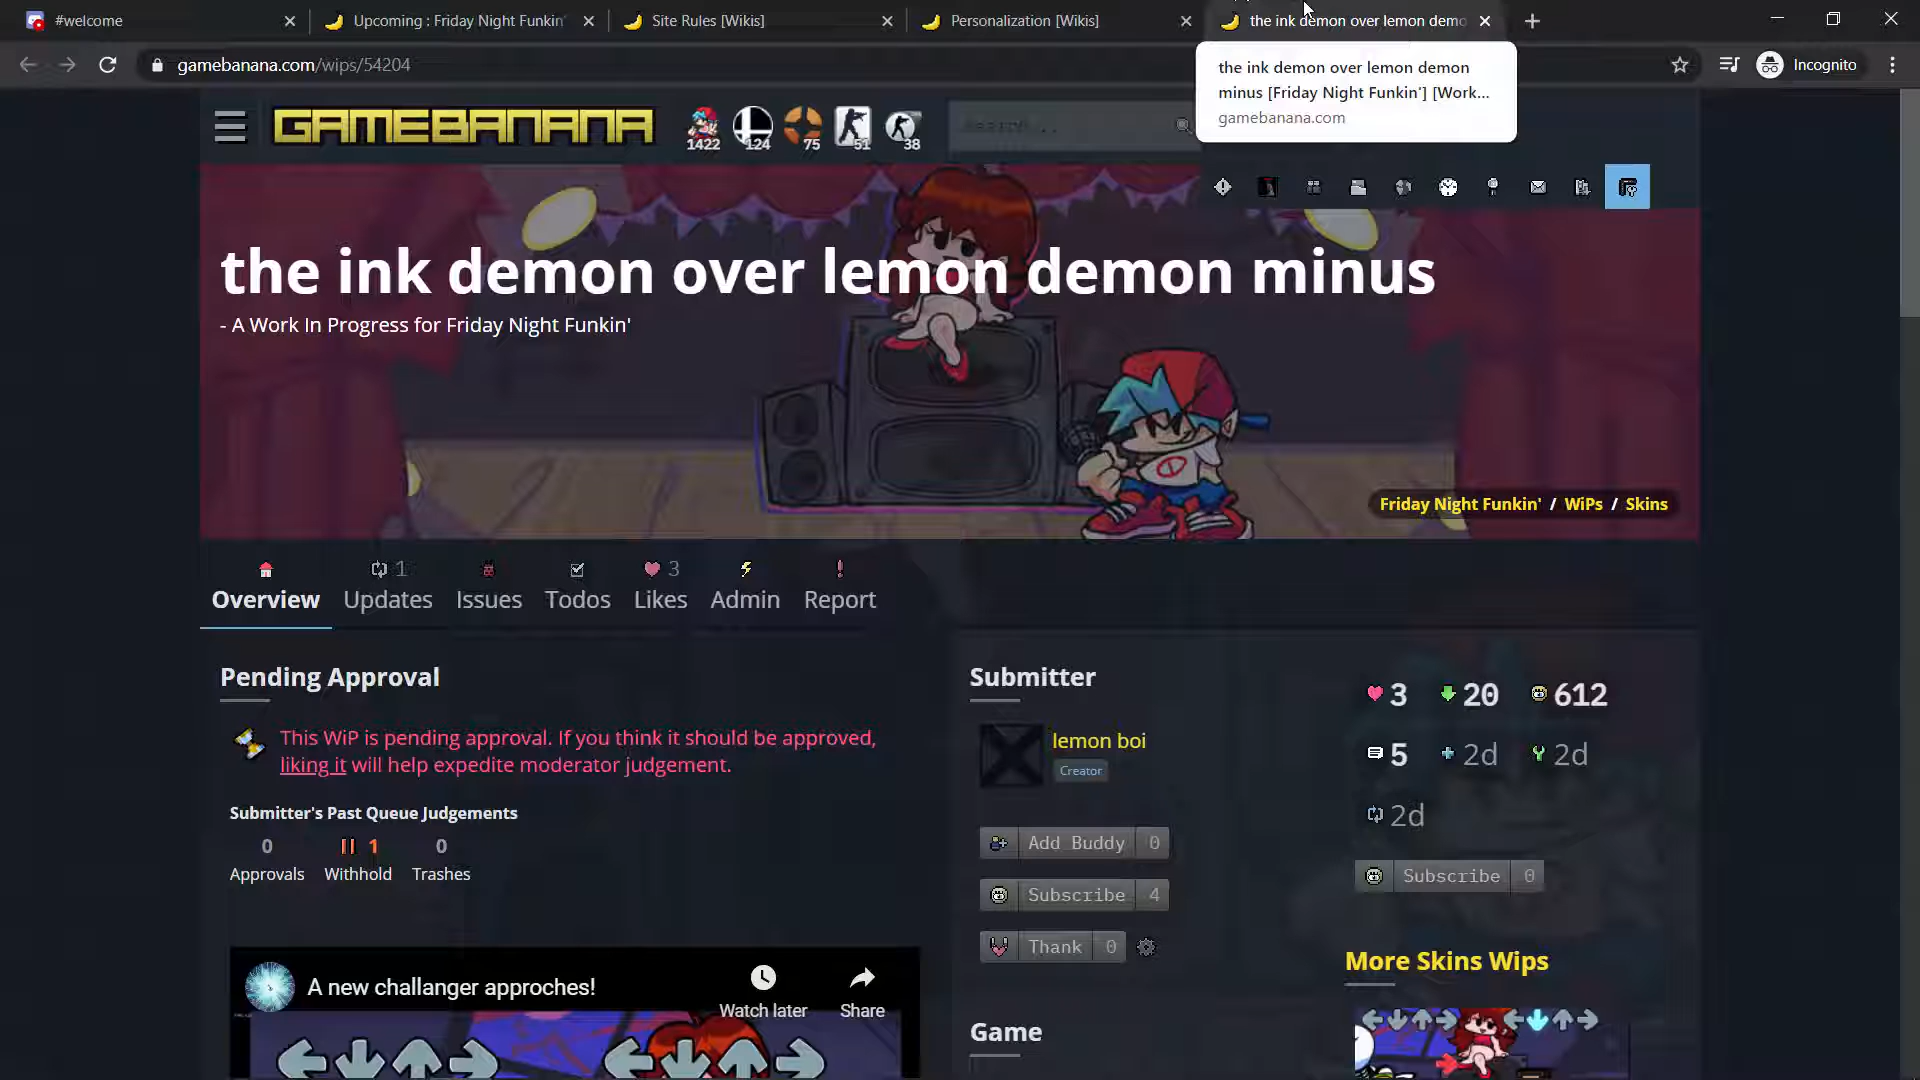 #welcome
Upcoming : Friday Night Funkin'
Site Rules [Wikis]
Personalization [Wikis]
the ink demon over lemon demo
gamebanana.com/wips/54204
Incognito
the ink demon over lemon demon
minus [Friday Night Funkin'] [Work...
gamebanana.com
GAMEBANANA
1422
124
75
51
38
Search ...
the ink demon over lemon demon minus
- A Work In Progress for Friday Night Funkin'
Friday Night Funkin' / WiPs / Skins
1
3
Overview
Updates
Issues
Todos
Likes
Admin
Report
Pending Approval
This WiP is pending approval. If you think it should be approved,
liking it will help expedite moderator judgement.
Submitter's Past Queue Judgements
0
1
0
Approvals
Withhold
Trashes
A new challanger approches!
Watch later
Share
Submitter
lemon boi
Creator
Add Buddy 0
Subscribe 4
Thank 0
Game
3 20 612
5 2d 2d
2d
Subscribe 0
More Skins Wips